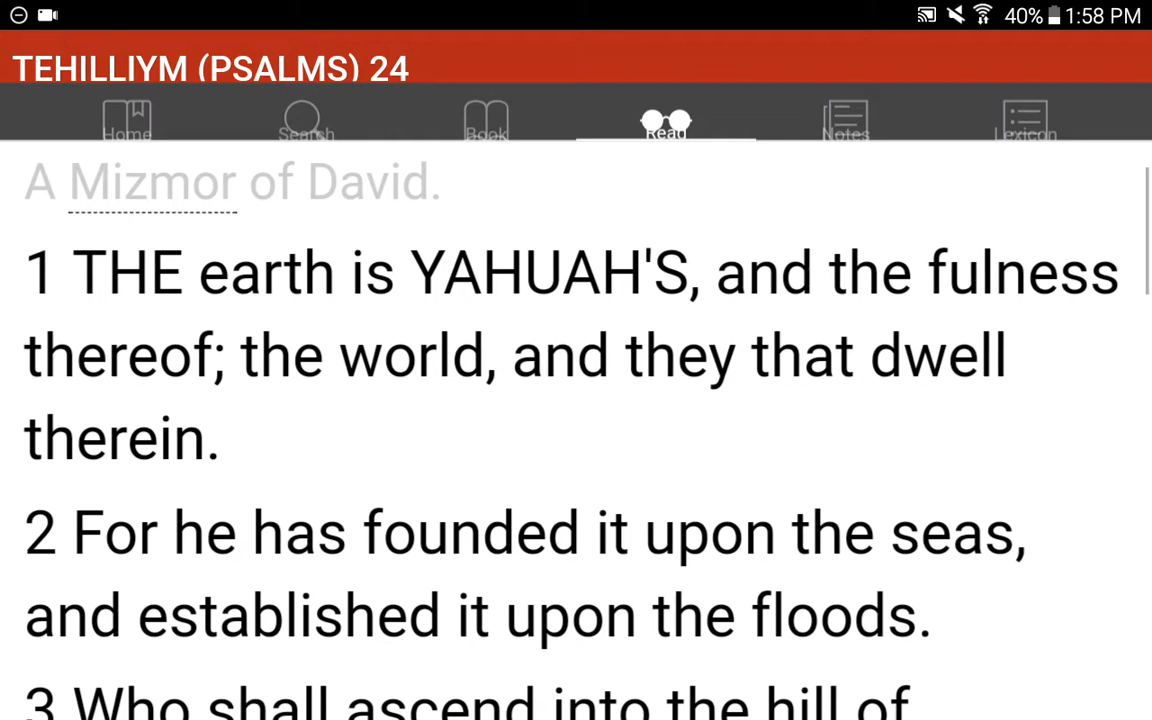 40% 1:58 PM
TEHILLIYM (PSALMS) 24
Home Search Book Read Notes Lexicon
A Mizmor of David.
1 THE earth is YAHUAH'S, and the fulness
thereof; the world, and they that dwell
therein.
2 For he has founded it upon the seas,
and established it upon the floods.
3 Who shall ascend into the hill of